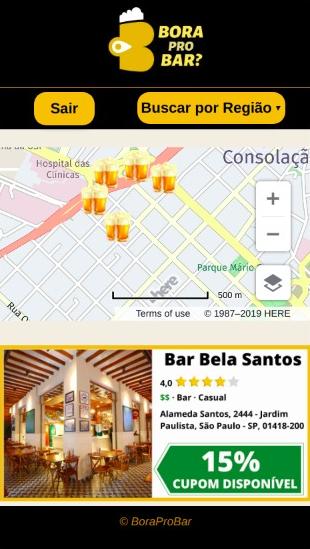 BORA
PRO
BAR?
Sair
Buscar por Região ▾
Hospital das
Clínicas
Consolaçã
Parque Mário
here
500 m
Rua C
Terms of use © 1987–2019 HERE
Bar Bela Santos
4,0
$$ · Bar · Casual
Alameda Santos, 2444 - Jardim
Paulista, São Paulo - SP, 01418-200
15%
CUPOM DISPONÍVEL
© BoraProBar